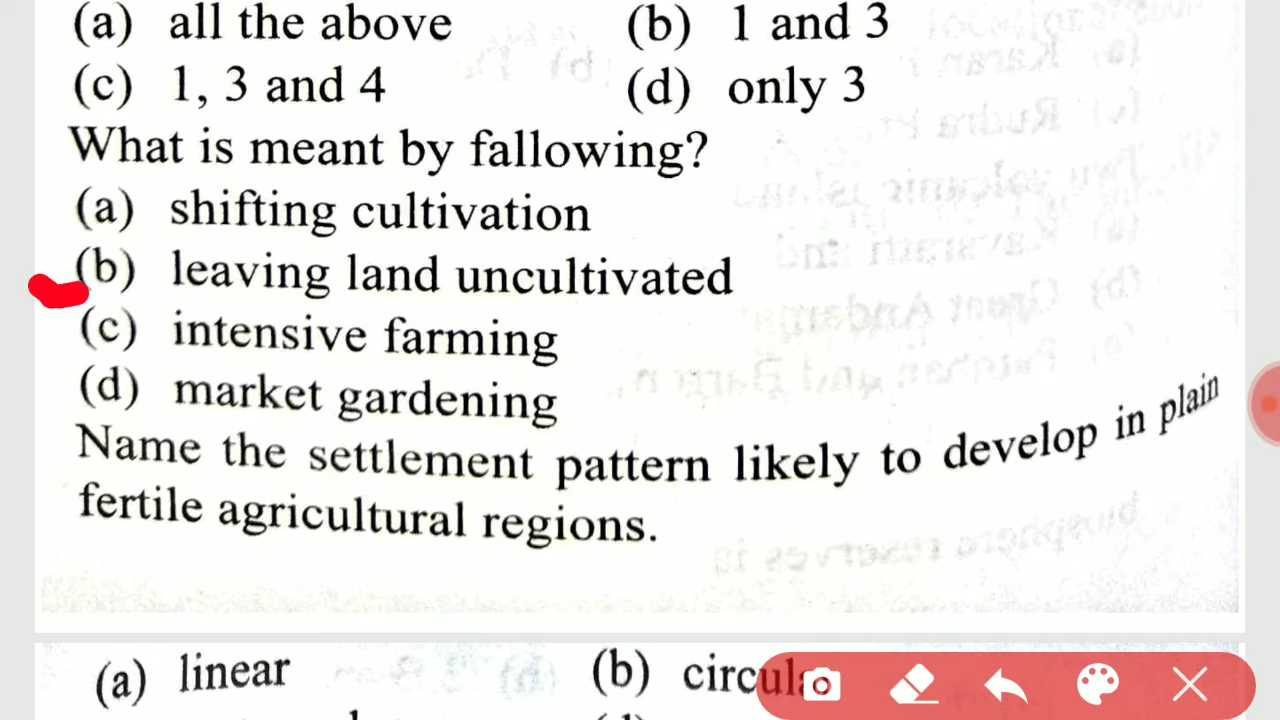 (a) all the above (b) 1 and 3
(c) 1, 3 and 4 (d) only 3
What is meant by fallowing?
(a) shifting cultivation
(b) leaving land uncultivated
(c) intensive farming
(d) market gardening
Name the settlement pattern likely to develop in plain
fertile agricultural regions.
(a) linear (b)